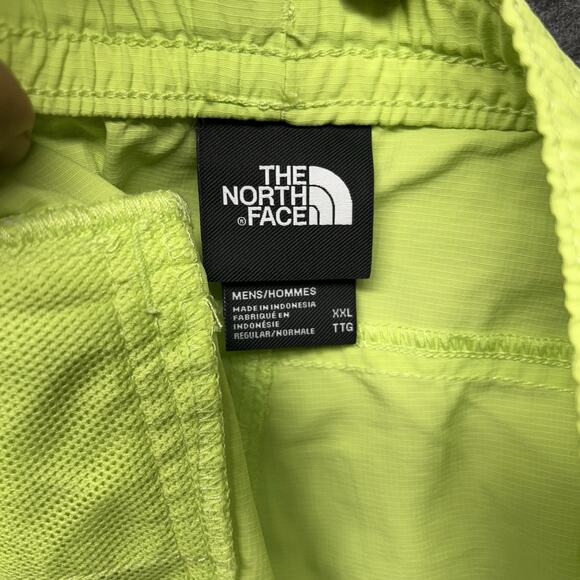 THE
NORTH
® FACE
MENS/HOMMES
MADE IN INDONESIA
FABRIQUÉ EN XXL
INDONÉSIE TTG
REGULAR/NORMALE